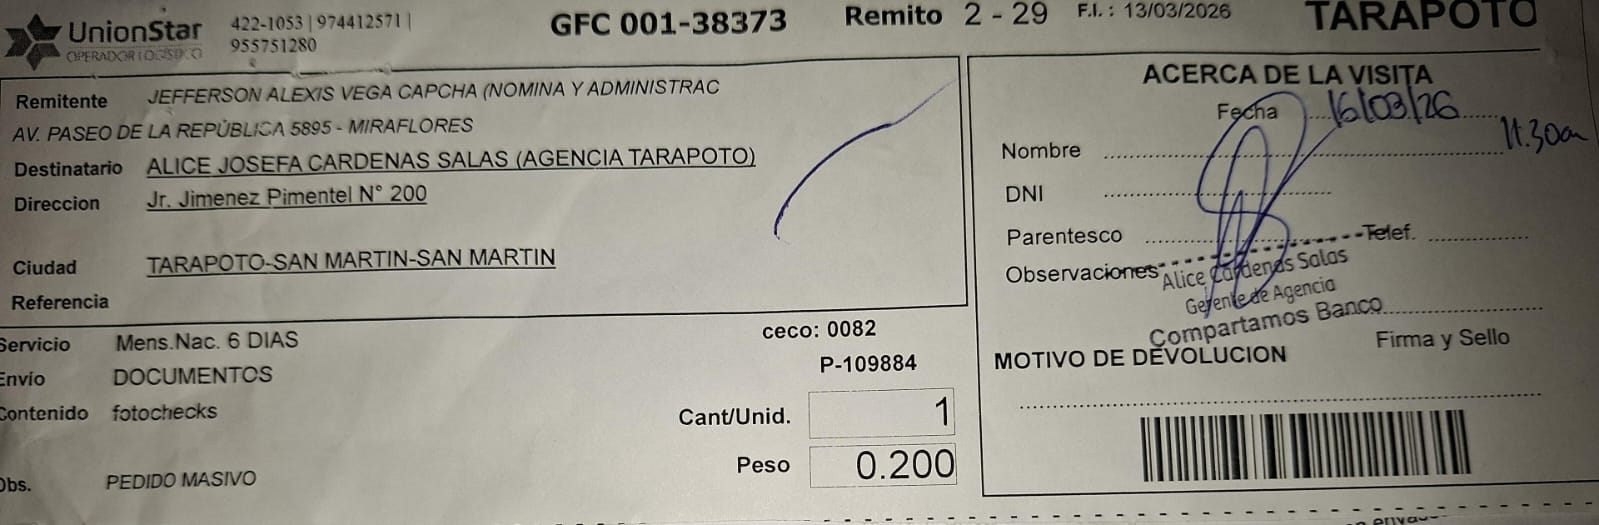 UnionStar
OPERADOR LOGÍSTICO
422-1053 | 974412571 |
955751280
GFC 001-38373
Remito 2 - 29
F.I. : 13/03/2026
TARAPOTO
Remitente JEFFERSON ALEXIS VEGA CAPCHA (NOMINA Y ADMINISTRAC
AV. PASEO DE LA REPÚBLICA 5895 - MIRAFLORES
Destinatario ALICE JOSEFA CARDENAS SALAS (AGENCIA TARAPOTO)
Direccion Jr. Jimenez Pimentel N° 200
Ciudad TARAPOTO-SAN MARTIN-SAN MARTIN
Referencia
Servicio Mens.Nac. 6 DIAS
ceco: 0082
Envío DOCUMENTOS
P-109884
Contenido fotochecks
Cant/Unid. 1
Peso 0.200
Obs. PEDIDO MASIVO
ACERCA DE LA VISITA
Fecha 16/03/26
11.30am
Nombre
DNI
Parentesco Telef.
Observaciones
Alice Cárdenas Salas
Gerente de Agencia
Compartamos Banco
Firma y Sello
MOTIVO DE DEVOLUCION